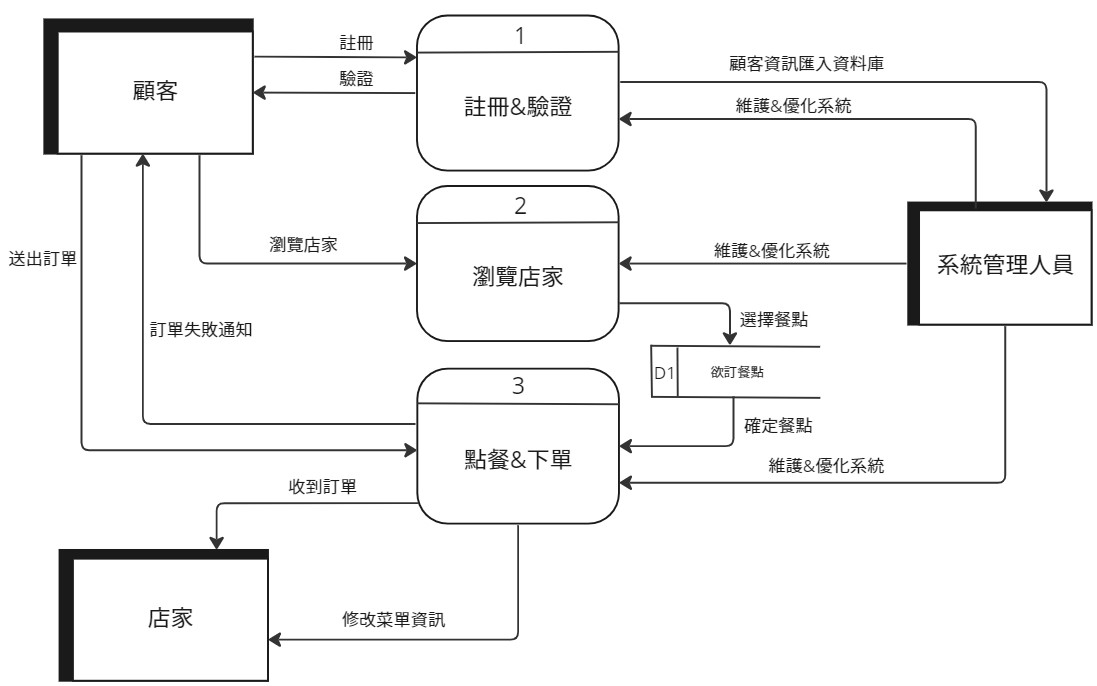 1
註冊
顧客資訊匯入資料庫
驗證
顧客
註冊&驗證
維護&優化系統
2
瀏覽店家
送出訂單
維護&優化系統
系統管理人員
瀏覽店家
選擇餐點
訂單失敗通知
D1
欲訂餐點
3
確定餐點
點餐&下單
維護&優化系統
收到訂單
店家
修改菜單資訊